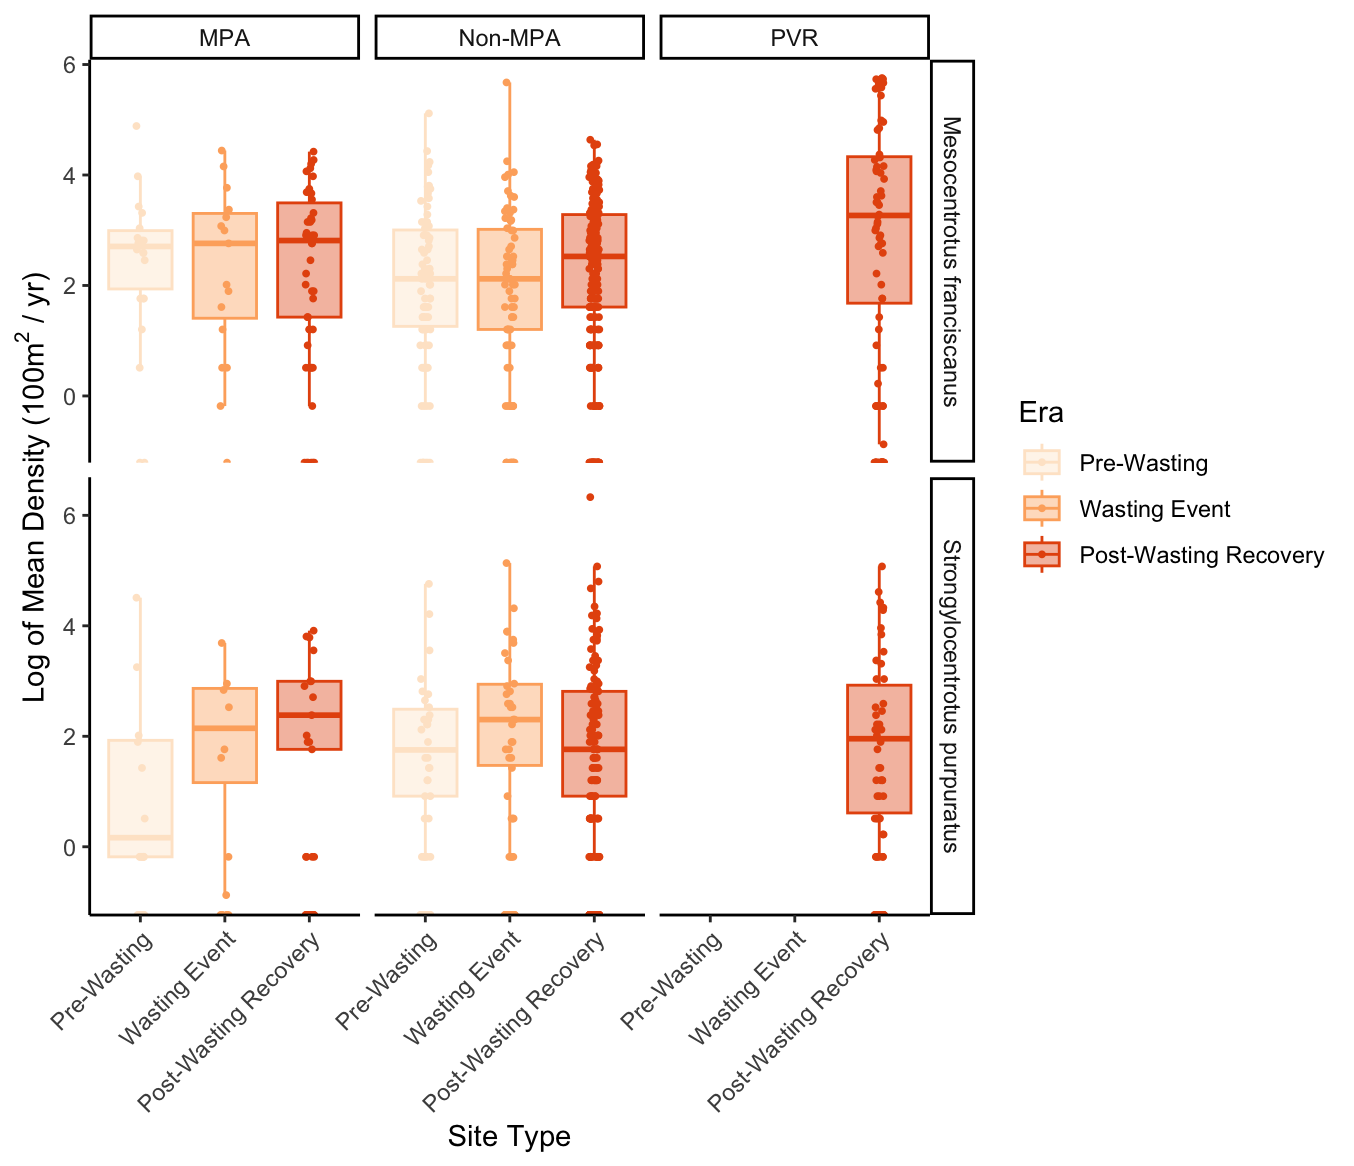 MPA
Non-MPA
PVR
Log of Mean Density (100m² / yr)
6
4
2
0
Mesocentrotus franciscanus
6
4
2
0
Strongylocentrotus purpuratus
Pre-Wasting
Wasting Event
Post-Wasting Recovery
Pre-Wasting
Wasting Event
Post-Wasting Recovery
Pre-Wasting
Wasting Event
Post-Wasting Recovery
Site Type
Era
Pre-Wasting
Wasting Event
Post-Wasting Recovery